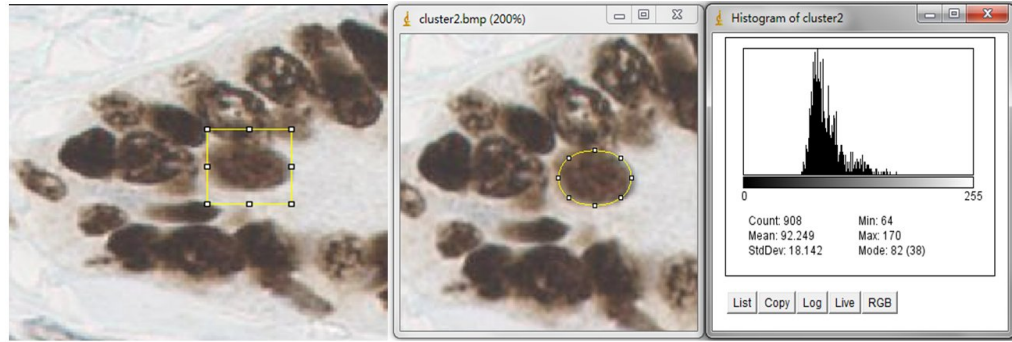 cluster2.bmp (200%)
Histogram of cluster2
0
255
Count: 908
Min: 64
Mean: 92.249
Max: 170
StdDev: 18.142
Mode: 82 (38)
List
Copy
Log
Live
RGB